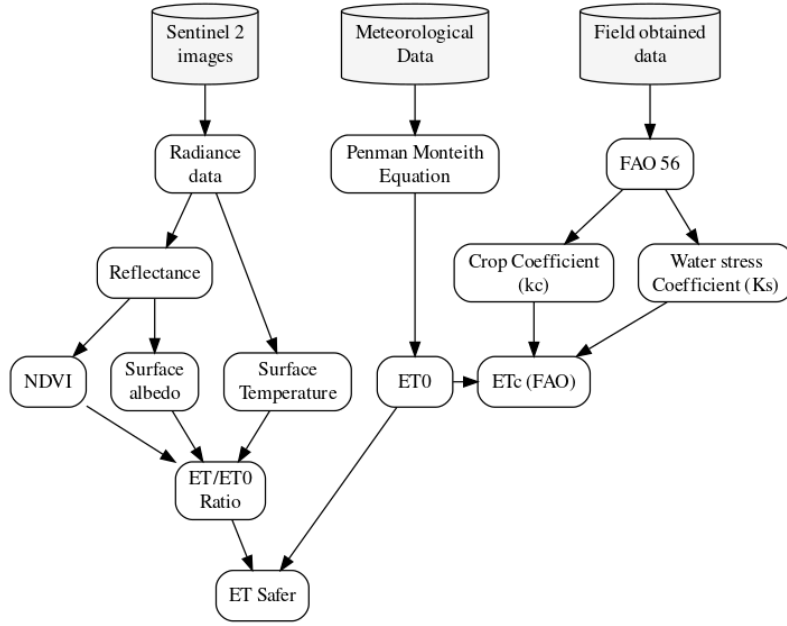 Sentinel 2
images
Meteorological
Data
Field obtained
data
Radiance
data
Penman Monteith
Equation
FAO 56
Reflectance
Crop Coefficient
(kc)
Water stress
Coefficient (Ks)
NDVI
Surface
albedo
Surface
Temperature
ET0
ETc (FAO)
ET/ET0
Ratio
ET Safer